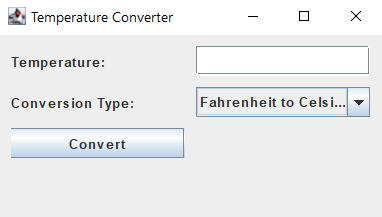 Temperature Converter
Temperature:
Conversion Type:
Fahrenheit to Celsi...
Convert